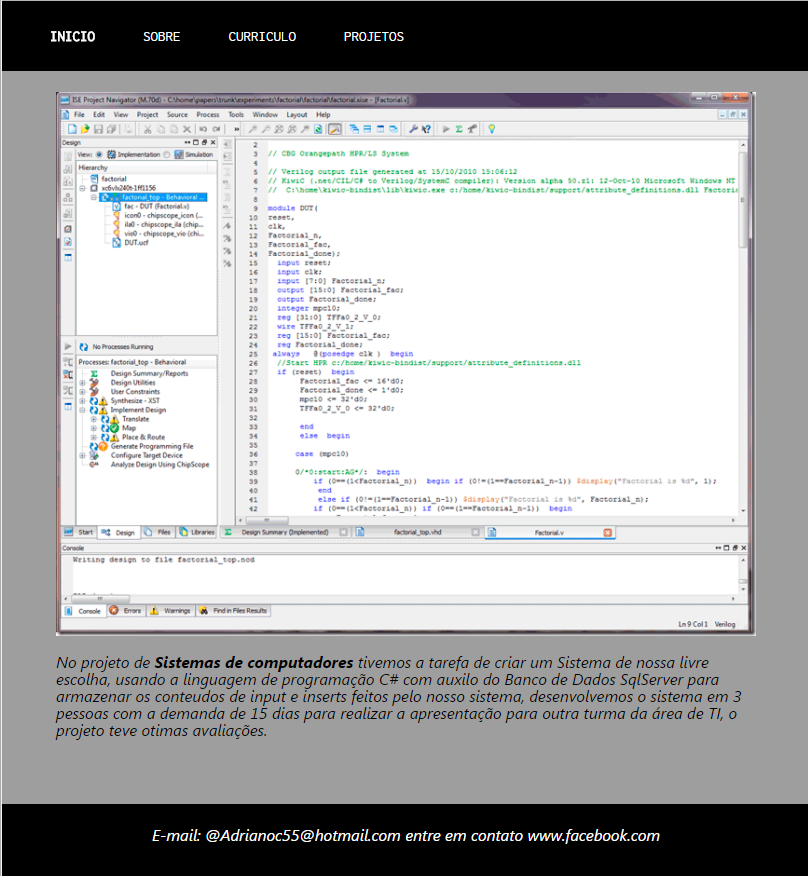 INICIO SOBRE CURRICULO PROJETOS
ISE Project Navigator (M.70d) - C:\home\papers\trunk\experiments\factorial\factorial\factorial.xise - [Factorial.v]
File Edit View Project Source Process Tools Window Layout Help
Design
View: Implementation Simulation
Hierarchy
factorial
xc6vlx240t-1ff1156
factorial_top - Behavioral ...
fac - DUT (Factorial.v)
icon0 - chipscope_icon (...
ila0 - chipscope_ila (chip...
vio0 - chipscope_vio (chip...
DUT.ucf
No Processes Running
Processes: factorial_top - Behavioral
Design Summary/Reports
Design Utilities
User Constraints
Synthesize - XST
Implement Design
Translate
Map
Place & Route
Generate Programming File
Configure Target Device
Analyze Design Using ChipScope
Start Design Files Libraries
2
3 // CBG Orangepath HPR/LS System
4
5 // Verilog output file generated at 15/10/2010 15:06:12
6 // KiwiC (.net/CIL/C# to Verilog/SystemC compiler): Version alpha 50.z1: 12-Oct-10 Microsoft Windows NT
7 // C:\home\kiwic-bindist\lib\kiwic.exe c:/home/kiwic-bindist/support/attribute_definitions.dll Factoria
8
9 module DUT(
10 reset,
11 clk,
12 Factorial_n,
13 Factorial_fac,
14 Factorial_done);
15 input reset;
16 input clk;
17 input [7:0] Factorial_n;
18 output [15:0] Factorial_fac;
19 output Factorial_done;
20 integer mpc10;
21 reg [31:0] TFFa0_2_V_0;
22 wire TFFa0_2_V_1;
23 reg [15:0] Factorial_fac;
24 reg Factorial_done;
25 always @(posedge clk ) begin
26 //Start HPR c:/home/kiwic-bindist/support/attribute_definitions.dll
27 if (reset) begin
28 Factorial_fac <= 16'd0;
29 Factorial_done <= 1'd0;
30 mpc10 <= 32'd0;
31 TFFa0_2_V_0 <= 32'd0;
32
33 end
34 else begin
35
36 case (mpc10)
37
38 0/*0:start:AG*/: begin
39 if (0==(1<Factorial_n)) begin if (0!=(1==Factorial_n-1)) $display("Factorial is %d", 1);
40 end
41 else if (0!=(1==Factorial_n-1)) $display("Factorial is %d", Factorial_n);
42 if (0==(1<Factorial_n)) if (0==(1==Factorial_n-1)) begin
Design Summary (Implemented) factorial_top.vhd Factorial.v
Console
Writing design to file factorial_top.ncd
Console Errors Warnings Find in Files Results
Ln 9 Col 1 Verilog
No projeto de Sistemas de computadores tivemos a tarefa de criar um Sistema de nossa livre
escolha, usando a linguagem de programação C# com auxilo do Banco de Dados SqlServer para
armazenar os conteudos de input e inserts feitos pelo nosso sistema, desenvolvemos o sistema em 3
pessoas com a demanda de 15 dias para realizar a apresentação para outra turma da área de TI, o
projeto teve otimas avaliações.
E-mail: @Adrianoc55@hotmail.com entre em contato www.facebook.com